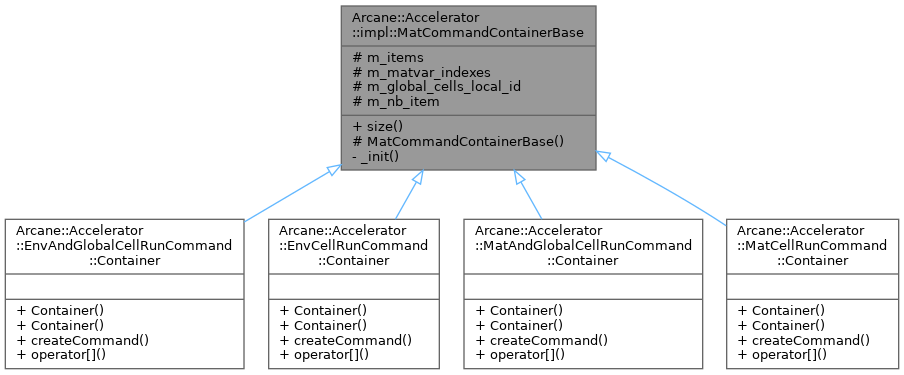 Arcane::Accelerator
::impl::MatCommandContainerBase
# m_items
# m_matvar_indexes
# m_global_cells_local_id
# m_nb_item
+ size()
# MatCommandContainerBase()
- _init()
Arcane::Accelerator
::EnvAndGlobalCellRunCommand
::Container
+ Container()
+ Container()
+ createCommand()
+ operator[]()
Arcane::Accelerator
::EnvCellRunCommand
::Container
+ Container()
+ Container()
+ createCommand()
+ operator[]()
Arcane::Accelerator
::MatAndGlobalCellRunCommand
::Container
+ Container()
+ Container()
+ createCommand()
+ operator[]()
Arcane::Accelerator
::MatCellRunCommand
::Container
+ Container()
+ Container()
+ createCommand()
+ operator[]()